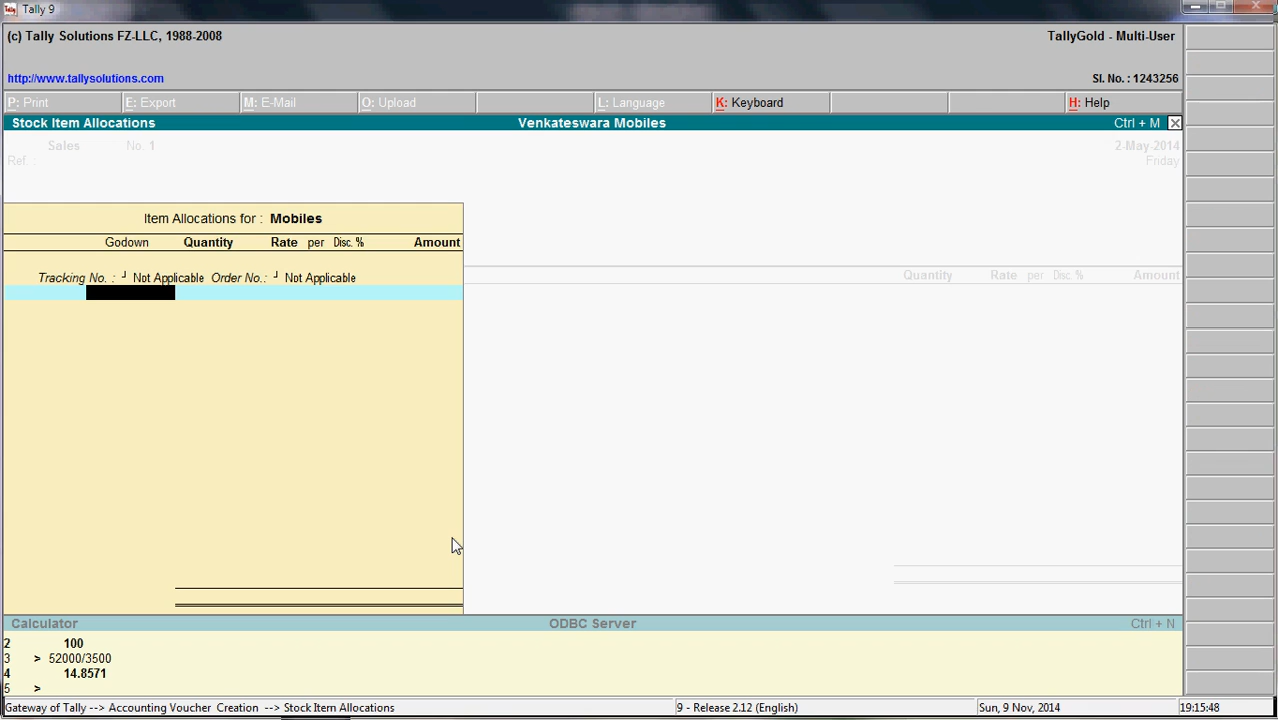 Tally 9
(c) Tally Solutions FZ-LLC, 1988-2008
TallyGold - Multi-User
http://www.tallysolutions.com
Sl. No. : 1243256
P: Print E: Export M: E-Mail O: Upload L: Language K: Keyboard H: Help
Stock Item Allocations Venkateswara Mobiles Ctrl + M
Sales No. 1 2-May-2014
Ref : Friday
Item Allocations for : Mobiles
Godown Quantity Rate per Disc. % Amount
Quantity Rate per Disc. % Amount
Tracking No. : ┘ Not Applicable Order No.: ┘ Not Applicable
Calculator ODBC Server Ctrl + N
2 100
3 > 52000/3500
4 14.8571
5 >
Gateway of Tally --> Accounting Voucher Creation --> Stock Item Allocations 9 - Release 2.12 (English) Sun, 9 Nov, 2014 19:15:48